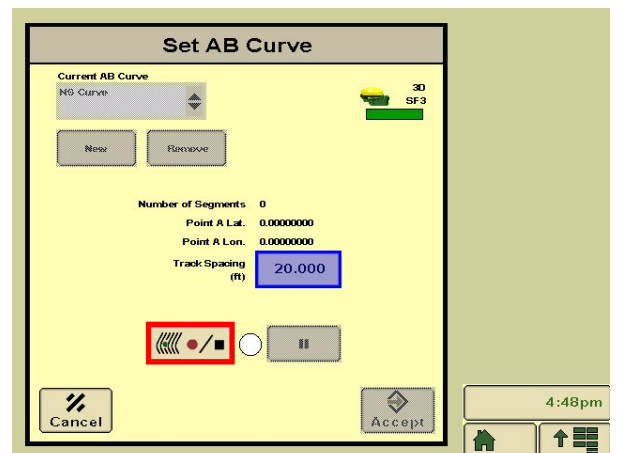 Set AB Curve
Current AB Curve
NS Curve
3D
SF3
New
Remove
Number of Segments 0
Point A Lat. 0.00000000
Point A Lon. 0.00000000
Track Spacing
(ft)
20.000
Cancel
Accept
4:48pm